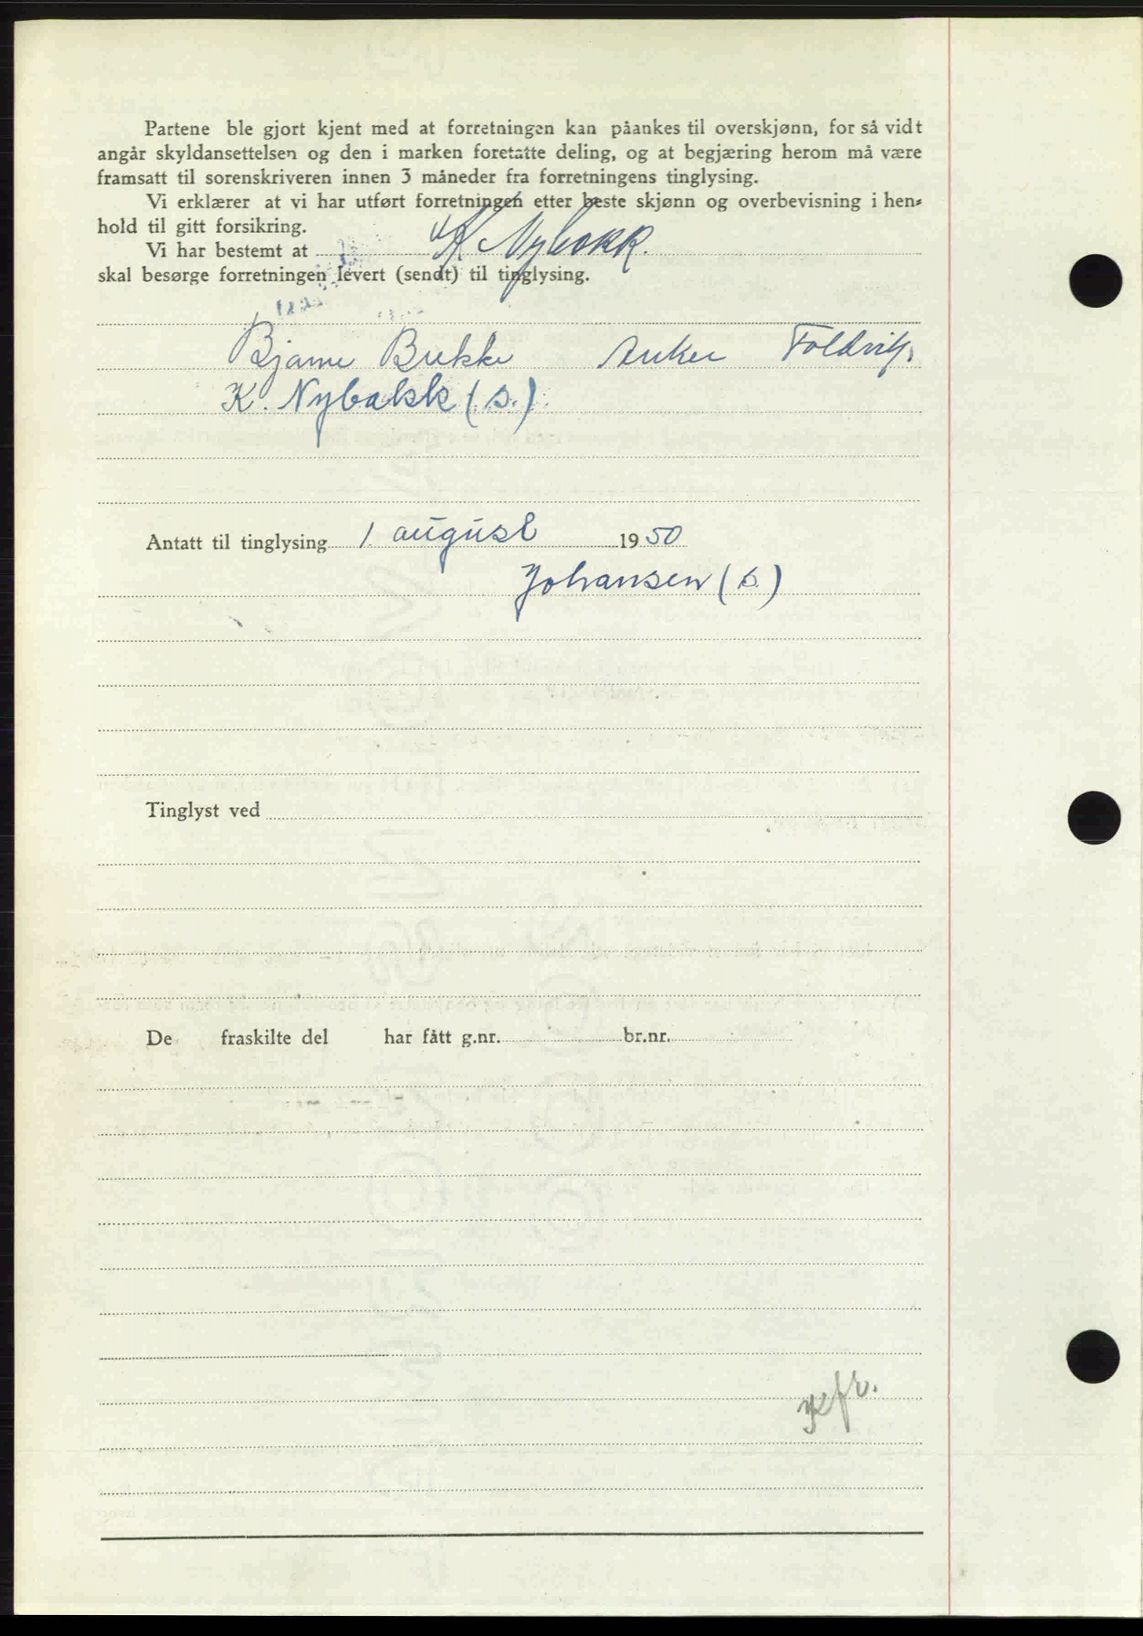 Partene ble gjort kjent med at forretningen kan påankes til overskjønn, for så vidt
angår skyldansettelsen og den i marken foretatte deling, og at begjæring herom må være
framsatt til sorenskriveren innen 3 måneder fra forretningens tinglysing.
Vi erklærer at vi har utført forretningen etter beste skjønn og overbevisning i hen-
hold til gitt forsikring.
Vi har bestemt at K Nybakk.
skal besørge forretningen levert (sendt) til tinglysing.
Bjarne Brekke Anker
K. Nybakk (s.)
Antatt til tinglysing 1. august 1950
Johansen (s.)
Tinglyst ved
De fraskilte del har fått g.nr. br.nr.